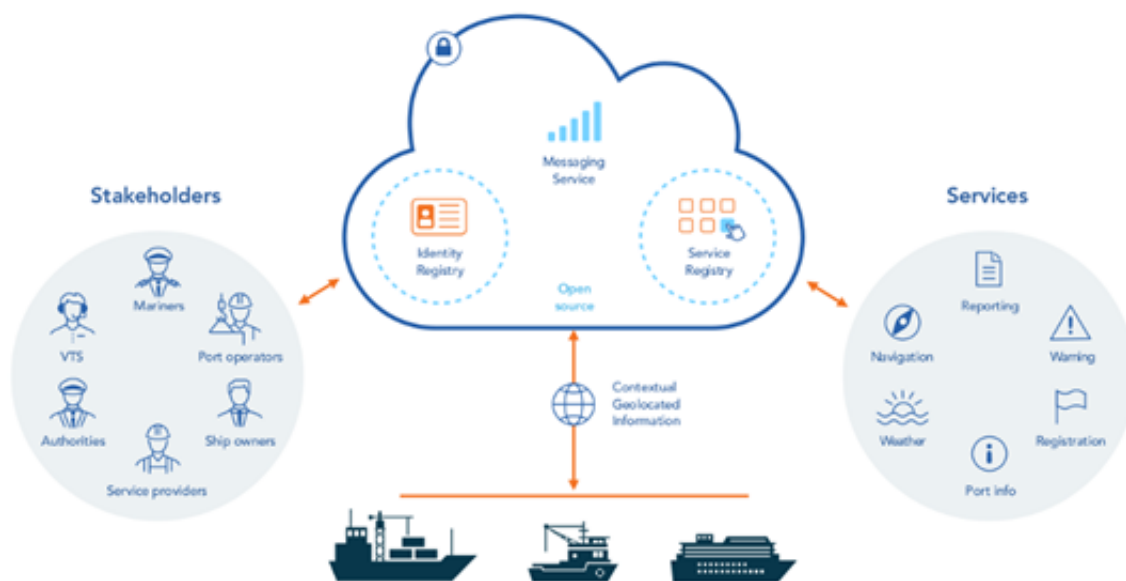 Messaging
Service
Stakeholders
Services
Identity
Registry
Service
Registry
Open
source
Mariners
VTS
Port operators
Authorities
Ship owners
Service providers
Reporting
Navigation
Warning
Weather
Registration
Port info
Contextual
Geolocated
Information